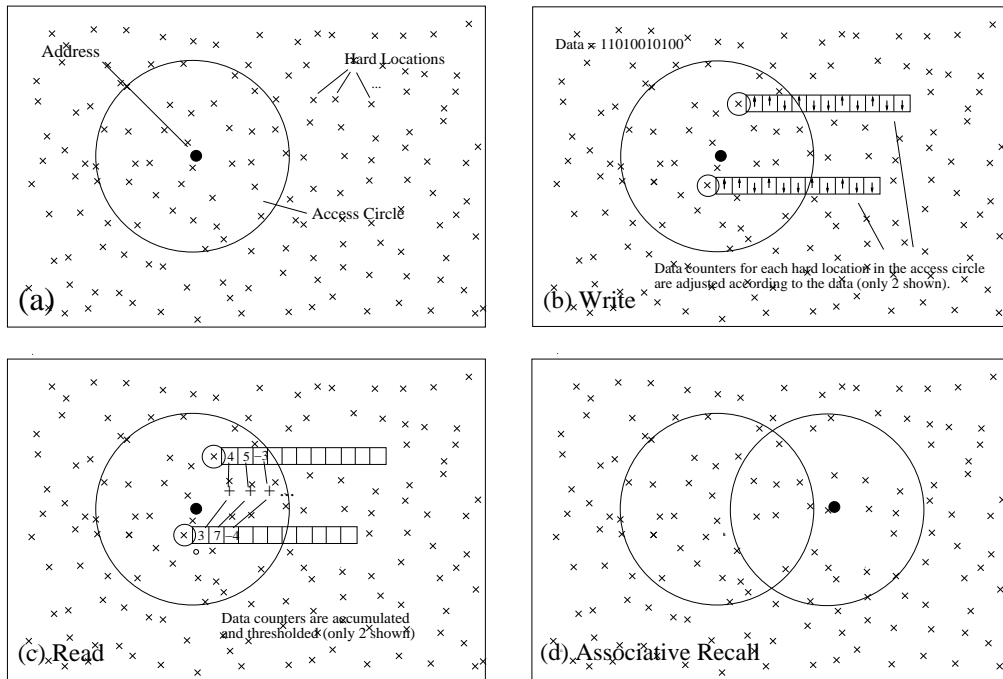 Address
Hard Locations
...
Access Circle
(a)
Data = 11010010100
Data counters for each hard location in the access circle
are adjusted according to the data (only 2 shown).
(b) Write
4 5 −3
+ + + ...
3 7 −4
Data counters are accumulated
and thresholded (only 2 shown)
(c) Read
(d) Associative Recall